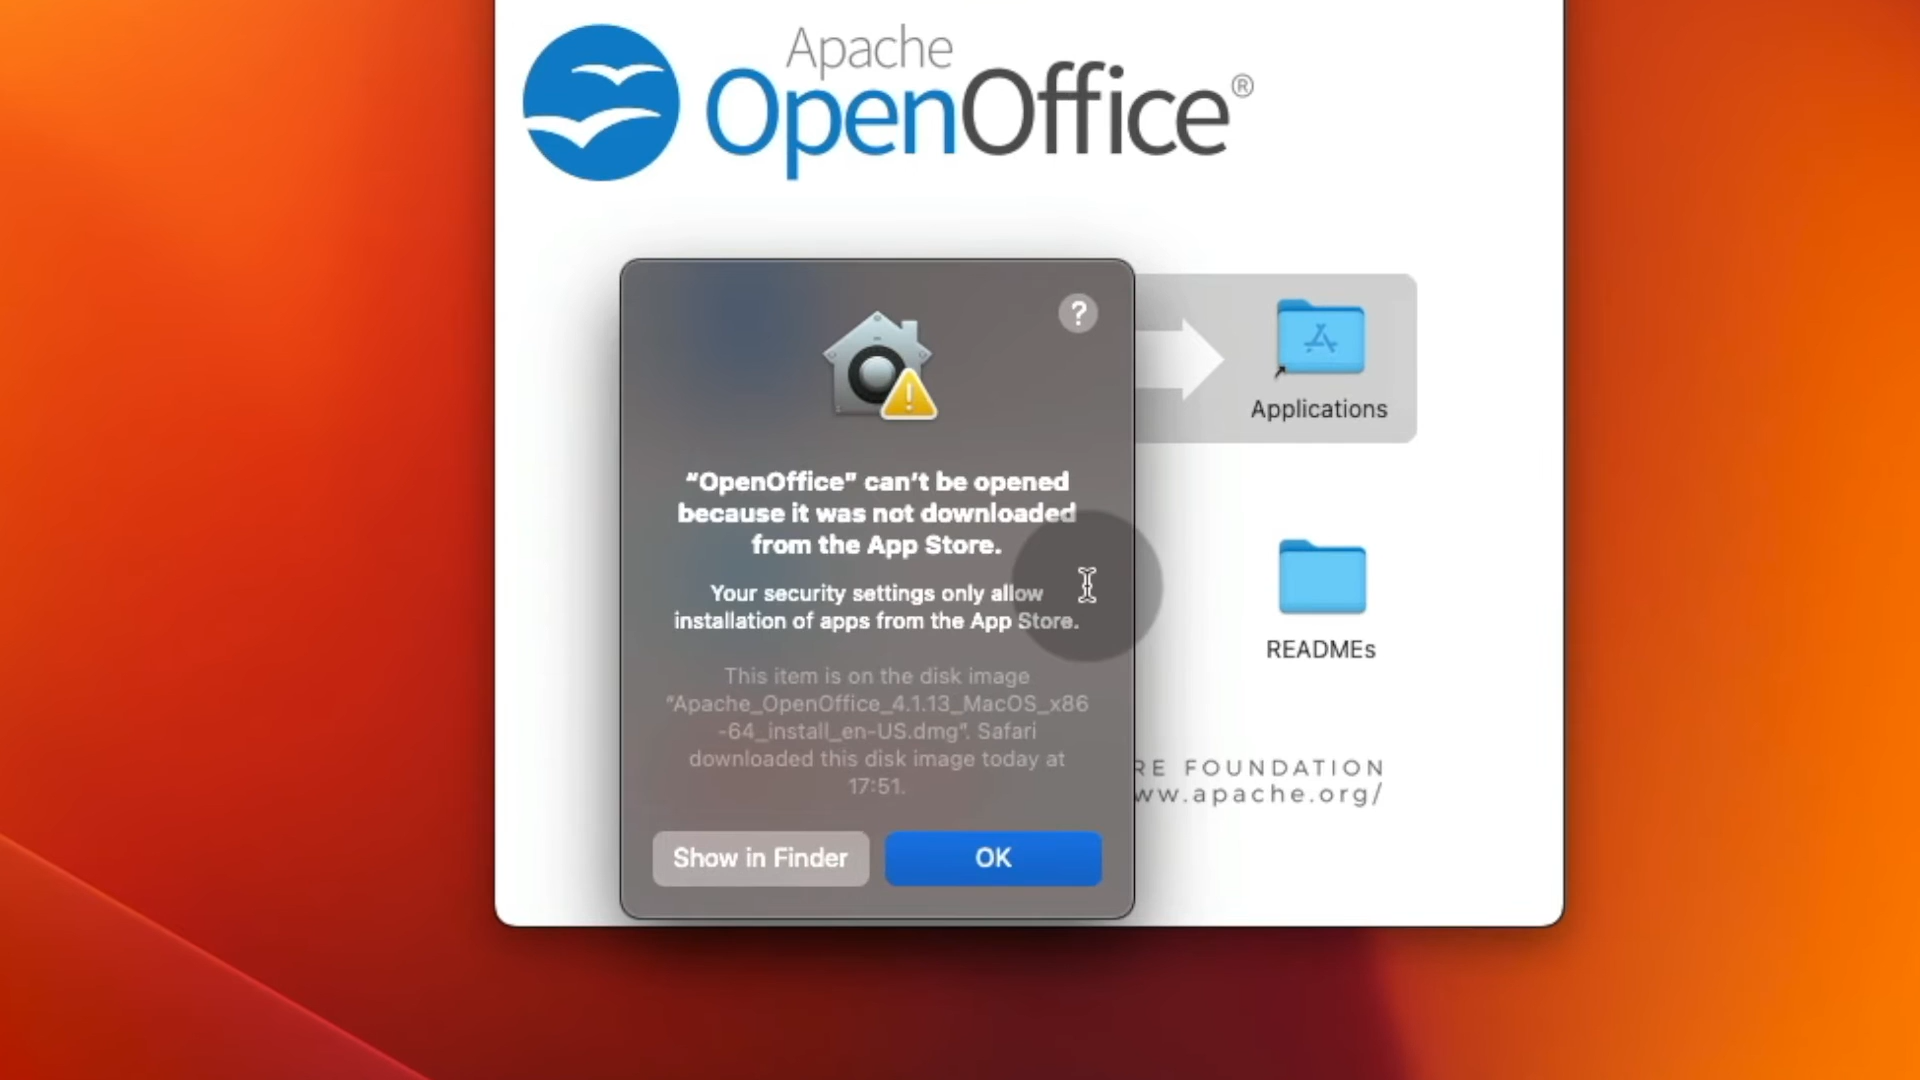 Apache
OpenOffice®
?
“OpenOffice” can’t be opened
because it was not downloaded
from the App Store.
Your security settings only allow
installation of apps from the App Store.
This item is on the disk image
“Apache_OpenOffice_4.1.13_MacOS_x86
-64_install_en-US.dmg”. Safari
downloaded this disk image today at
17:51.
Show in Finder
OK
Applications
READMEs
RE FOUNDATION
ww.apache.org/